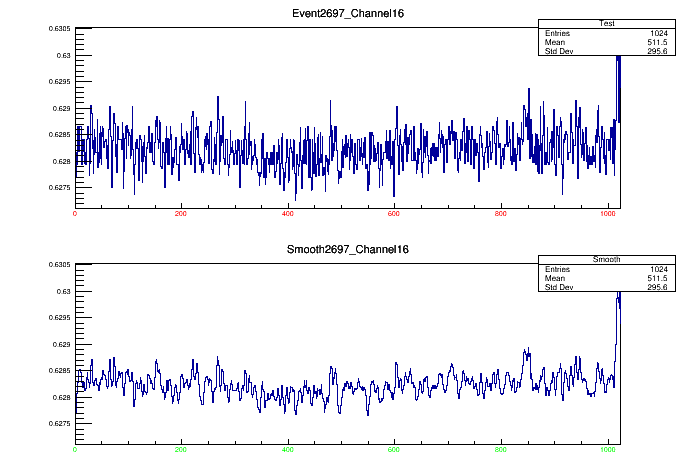 Event2697_Channel16
Test
Entries 1024
Mean 511.5
Std Dev 295.6
0.6305
0.63
0.6295
0.629
0.6285
0.628
0.6275
0 200 400 600 800 1000
Smooth2697_Channel16
Smooth
Entries 1024
Mean 511.5
Std Dev 295.6
0.6305
0.63
0.6295
0.629
0.6285
0.628
0.6275
0 200 400 600 800 1000